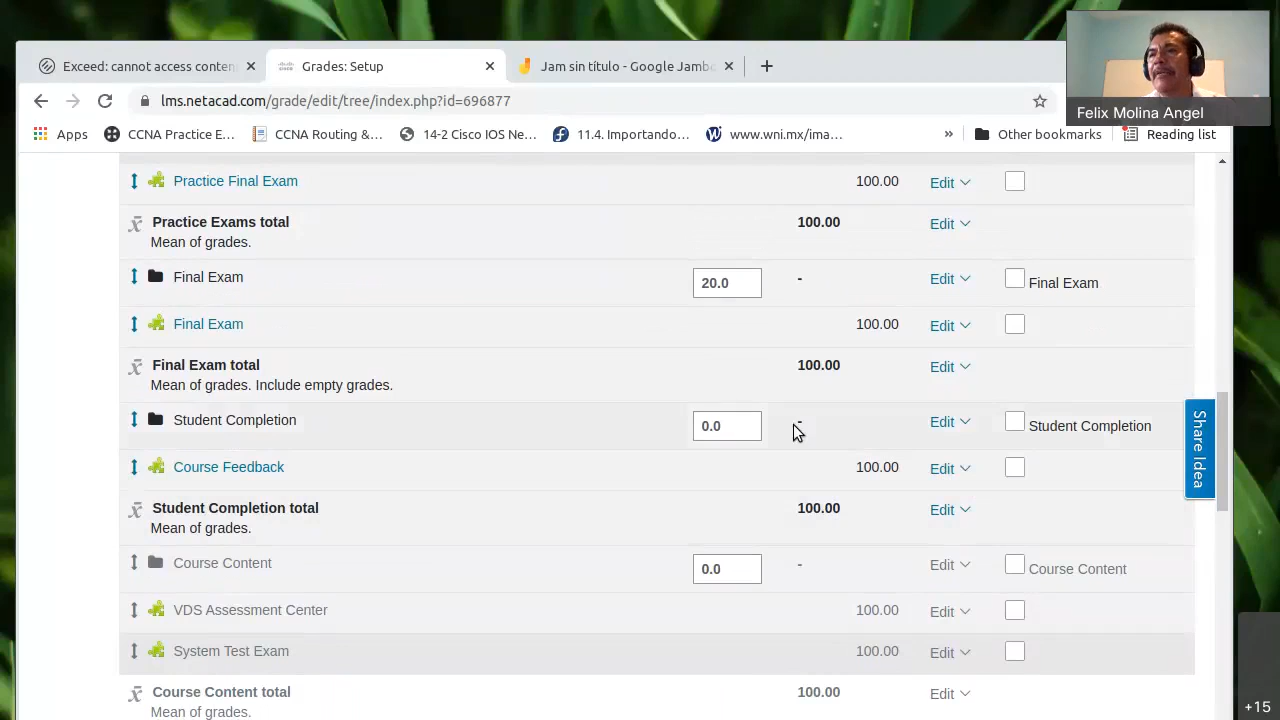 Exceed: cannot access conten
Grades: Setup
Jam sin título - Google Jambo
Felix Molina Angel
lms.netacad.com/grade/edit/tree/index.php?id=696877
Apps
CCNA Practice E...
CCNA Routing &...
14-2 Cisco IOS Ne...
11.4. Importando...
www.wni.mx/ima...
»
Other bookmarks
Reading list
Practice Final Exam 100.00 Edit
Practice Exams total 100.00 Edit
Mean of grades.
Final Exam 20.0 - Edit Final Exam
Final Exam 100.00 Edit
Final Exam total 100.00 Edit
Mean of grades. Include empty grades.
Student Completion 0.0 - Edit Student Completion
Course Feedback 100.00 Edit
Student Completion total 100.00 Edit
Mean of grades.
Course Content 0.0 - Edit Course Content
VDS Assessment Center 100.00 Edit
System Test Exam 100.00 Edit
Course Content total 100.00 Edit
Mean of grades.
Share Idea
+15